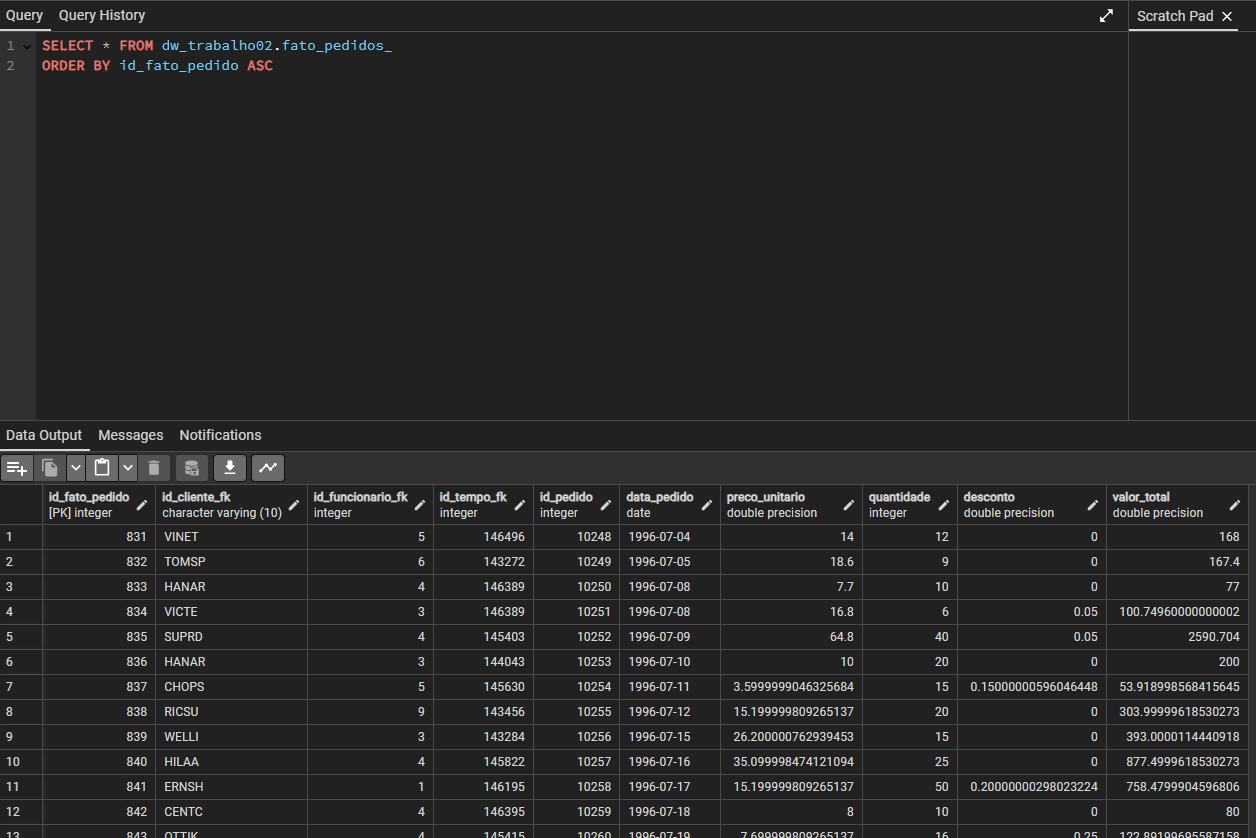 Query Query History Scratch Pad
1 SELECT * FROM dw_trabalho02.fato_pedidos_
2 ORDER BY id_fato_pedido ASC
Data Output Messages Notifications
id_fato_pedido id_cliente_fk id_funcionario_fk id_tempo_fk id_pedido data_pedido preco_unitario quantidade desconto valor_total
[PK] integer character varying (10) integer integer integer date double precision integer double precision double precision
1 831 VINET 5 146496 10248 1996-07-04 14 12 0 168
2 832 TOMSP 6 143272 10249 1996-07-05 18.6 9 0 167.4
3 833 HANAR 4 146389 10250 1996-07-08 7.7 10 0 77
4 834 VICTE 3 146389 10251 1996-07-08 16.8 6 0.05 100.74960000000002
5 835 SUPRD 4 145403 10252 1996-07-09 64.8 40 0.05 2590.704
6 836 HANAR 3 144043 10253 1996-07-10 10 20 0 200
7 837 CHOPS 5 145630 10254 1996-07-11 3.5999999046325684 15 0.15000000596046448 53.918998568415645
8 838 RICSU 9 143456 10255 1996-07-12 15.199999809265137 20 0 303.99999618530273
9 839 WELLI 3 143284 10256 1996-07-15 26.200000762939453 15 0 393.0000114440918
10 840 HILAA 4 145822 10257 1996-07-16 35.099998474121094 25 0 877.4999618530273
11 841 ERNSH 1 146195 10258 1996-07-17 15.199999809265137 50 0.20000000298023224 758.4799904596806
12 842 CENTC 4 146395 10259 1996-07-18 8 10 0 80
13 843 OTTIK 4 145415 10260 1996-07-19 7.699999809265137 16 0.25 122.89199695587158